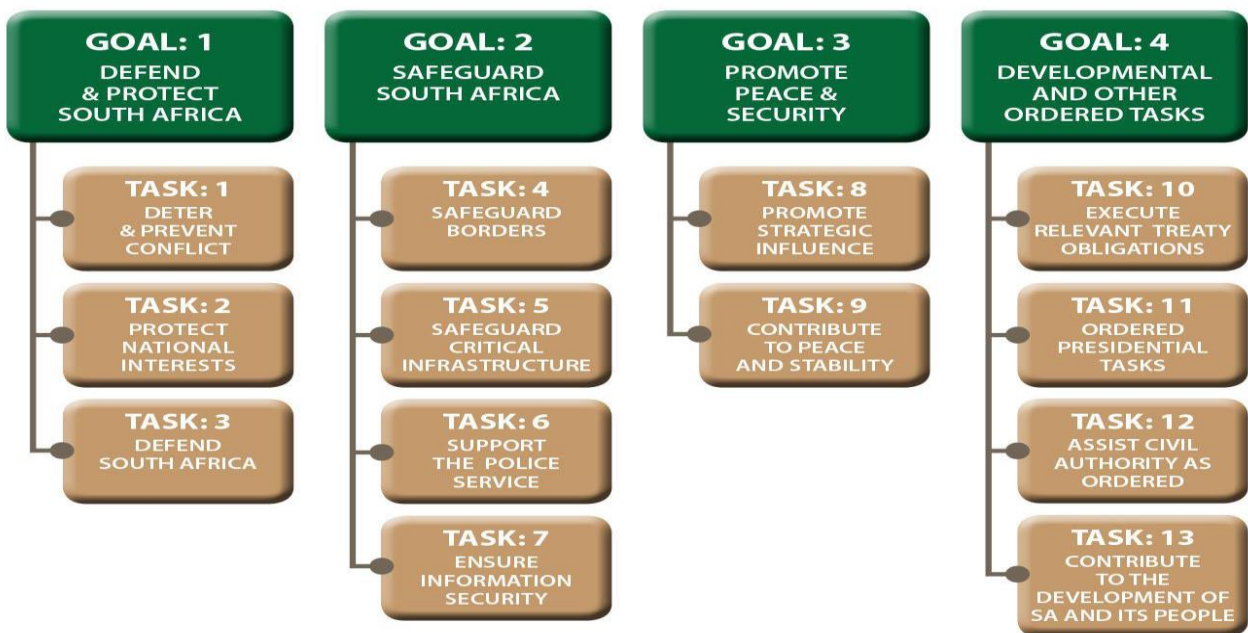 GOAL: 1
DEFEND
& PROTECT
SOUTH AFRICA
TASK: 1
DETER
& PREVENT
CONFLICT
TASK: 2
PROTECT
NATIONAL
INTERESTS
TASK: 3
DEFEND
SOUTH AFRICA
GOAL: 2
SAFEGUARD
SOUTH AFRICA
TASK: 4
SAFEGUARD
BORDERS
TASK: 5
SAFEGUARD
CRITICAL
INFRASTRUCTURE
TASK: 6
SUPPORT
THE POLICE
SERVICE
TASK: 7
ENSURE
INFORMATION
SECURITY
GOAL: 3
PROMOTE
PEACE &
SECURITY
TASK: 8
PROMOTE
STRATEGIC
INFLUENCE
TASK: 9
CONTRIBUTE
TO PEACE
AND STABILITY
GOAL: 4
DEVELOPMENTAL
AND OTHER
ORDERED TASKS
TASK: 10
EXECUTE
RELEVANT TREATY
OBLIGATIONS
TASK: 11
ORDERED
PRESIDENTIAL
TASKS
TASK: 12
ASSIST CIVIL
AUTHORITY AS
ORDERED
TASK: 13
CONTRIBUTE
TO THE
DEVELOPMENT OF
SA AND ITS PEOPLE